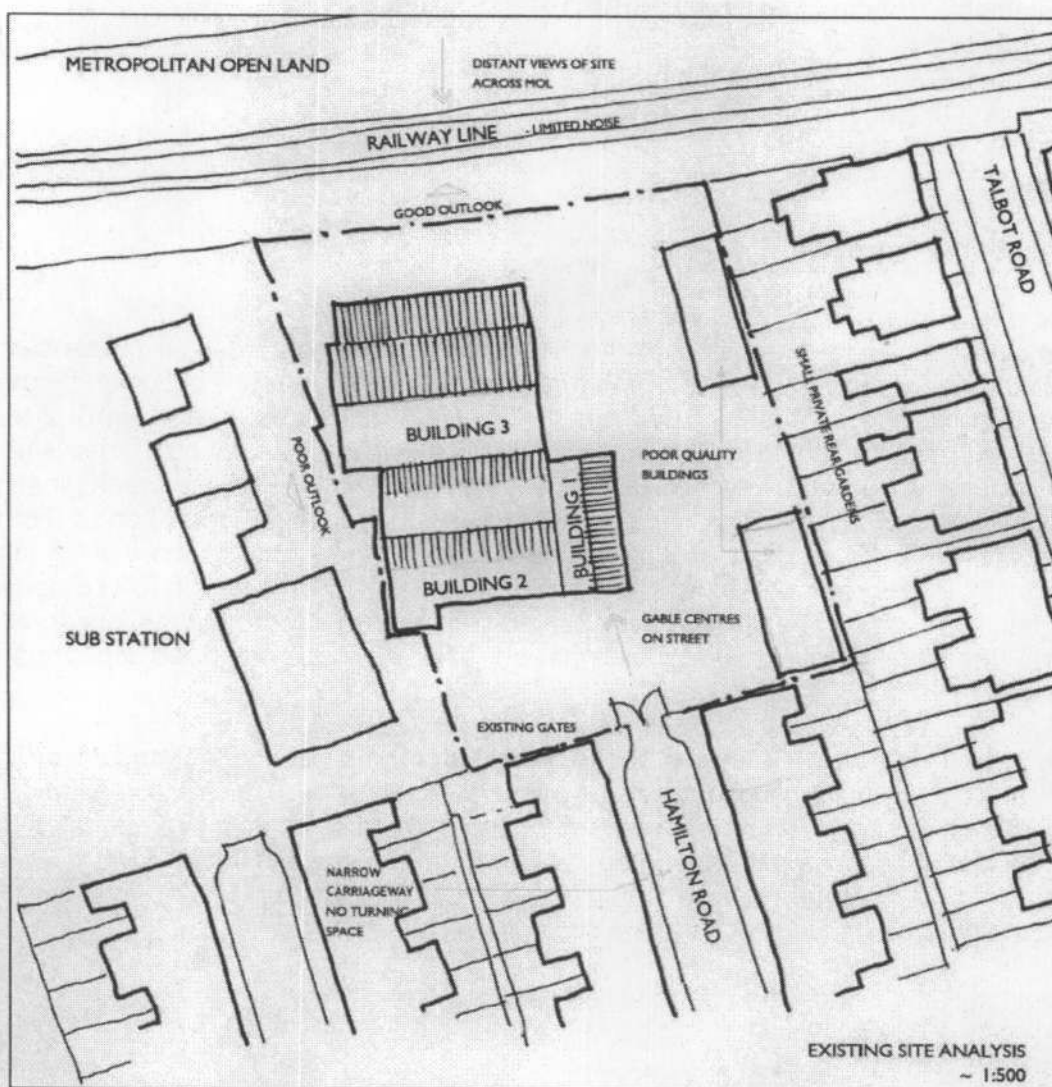 METROPOLITAN OPEN LAND
DISTANT VIEWS OF SITE
ACROSS MOL
RAILWAY LINE - LIMITED NOISE
GOOD OUTLOOK
TALBOT ROAD
SMALL PRIVATE REAR GARDENS
BUILDING 3
POOR OUTLOOK
POOR QUALITY
BUILDINGS
BUILDING 1
BUILDING 2
SUB STATION
GABLE CENTRES
ON STREET
EXISTING GATES
HAMILTON ROAD
NARROW
CARRIAGEWAY
NO TURNING
SPACE
EXISTING SITE ANALYSIS
~ 1:500